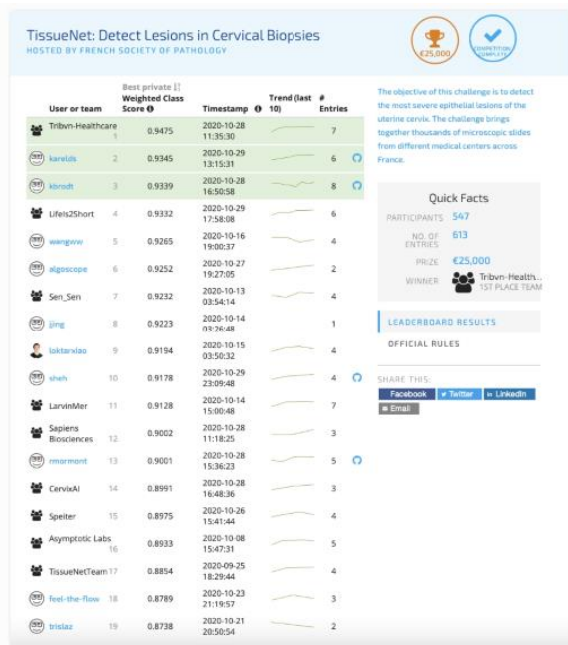 TissueNet: Detect Lesions in Cervical Biopsies
HOSTED BY FRENCH SOCIETY OF PATHOLOGY
€25,000
COMPETITION
COMPLETE
Best private
User or team Weighted Class Score Timestamp Trend (last 10) # Entries
Tribvn-Healthcare 1 0.9475 2020-10-28 11:35:30 7
karelds 2 0.9345 2020-10-29 13:15:31 6
kbrodt 3 0.9339 2020-10-28 16:50:58 8
LifeIs2Short 4 0.9332 2020-10-29 17:58:08 6
wangww 5 0.9265 2020-10-16 19:00:37 4
algoscope 6 0.9252 2020-10-27 19:27:05 2
Sen_Sen 7 0.9232 2020-10-13 03:54:14 4
jjing 8 0.9223 2020-10-14 03:26:48 1
loktarxiao 9 0.9194 2020-10-15 03:50:32 4
sheh 10 0.9178 2020-10-29 23:09:48 4
LarvinMer 11 0.9128 2020-10-14 15:00:48 7
Sapiens Biosciences 12 0.9002 2020-10-28 11:18:25 3
rmormont 13 0.9001 2020-10-28 15:36:23 5
CervixAI 14 0.8991 2020-10-28 16:48:36 3
Speiter 15 0.8975 2020-10-26 15:41:44 4
Asymptotic Labs 16 0.8933 2020-10-08 15:47:31 5
TissueNetTeam 17 0.8854 2020-09-25 18:29:44 4
feel-the-flow 18 0.8789 2020-10-23 21:19:57 3
trislaz 19 0.8738 2020-10-21 20:50:54 2
The objective of this challenge is to detect
the most severe epithelial lesions of the
uterine cervix. The challenge brings
together thousands of microscopic slides
from different medical centers across
France.
Quick Facts
PARTICIPANTS 547
NO. OF ENTRIES 613
PRIZE €25,000
WINNER Tribvn-Health...
1ST PLACE TEAM
LEADERBOARD RESULTS
OFFICIAL RULES
SHARE THIS:
Facebook Twitter LinkedIn
Email